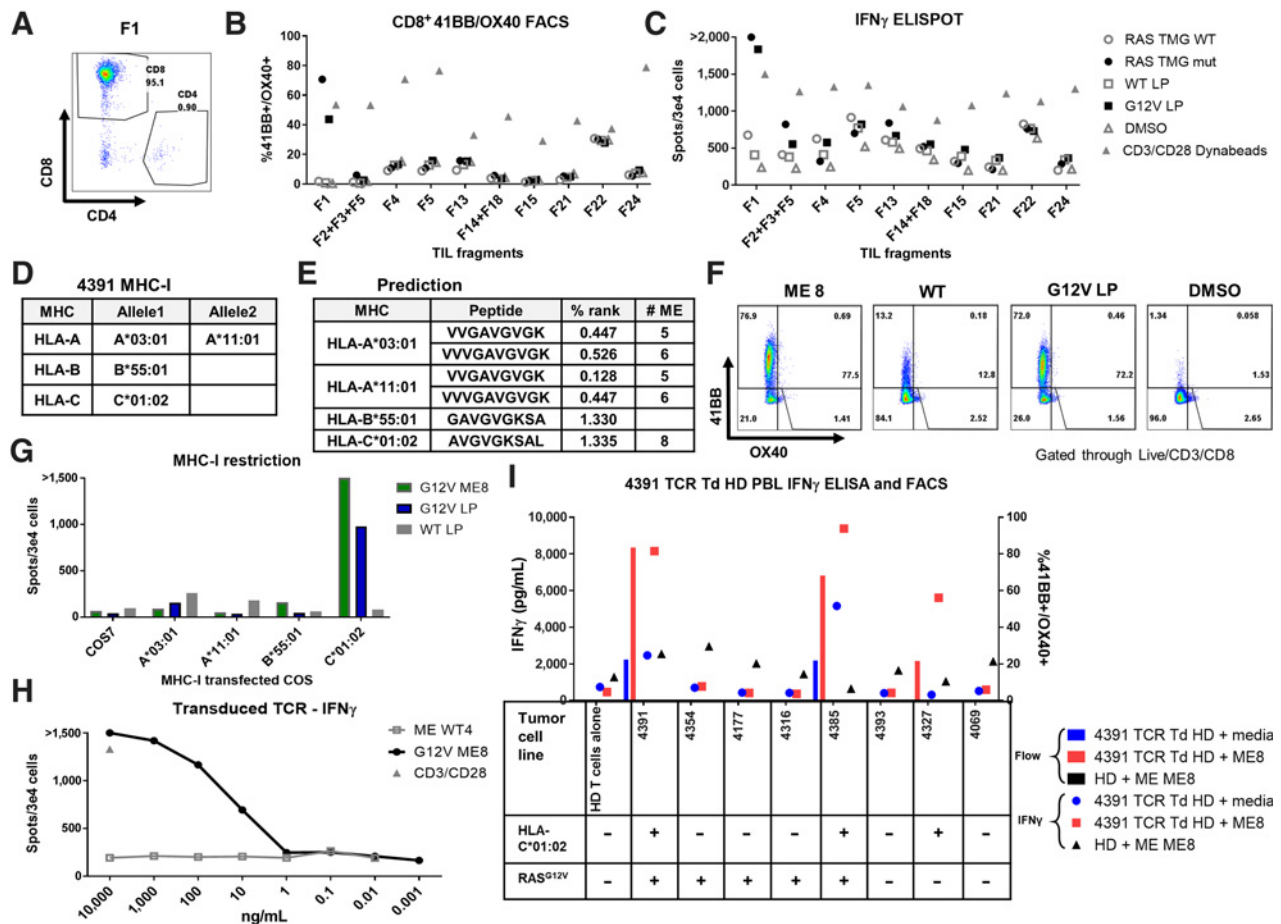 A
F1
CD8
95.1
CD4
0.90
CD8
CD4
B
CD8+ 41BB/OX40 FACS
%41BB+/OX40+
100
80
60
40
20
0
F1
F2+F3+F5
F4
F5
F13
F14+F18
F15
F21
F22
F24
TIL fragments
C
IFNγ ELISPOT
Spots/3e4 cells
>2,000
1,500
1,000
500
0
F1
F2+F3+F5
F4
F5
F13
F14+F18
F15
F21
F22
F24
TIL fragments
RAS TMG WT
RAS TMG mut
WT LP
G12V LP
DMSO
CD3/CD28 Dynabeads
D
4391 MHC-I
MHC Allele1 Allele2
HLA-A A*03:01 A*11:01
HLA-B B*55:01
HLA-C C*01:02
E
Prediction
MHC Peptide % rank # ME
HLA-A*03:01 VVGAVGVGK 0.447 5
VVVGAVGVGK 0.526 6
HLA-A*11:01 VVGAVGVGK 0.128 5
VVVGAVGVGK 0.447 6
HLA-B*55:01 GAVGVGKSA 1.330
HLA-C*01:02 AVGVGKSAL 1.335 8
F
ME 8 WT G12V LP DMSO
76.9 0.69
77.5
21.0 1.41
13.2 0.18
12.8
84.1 2.52
72.0 0.46
72.2
26.0 1.56
1.34 0.058
1.53
96.0 2.65
41BB
OX40
Gated through Live/CD3/CD8
G
MHC-I restriction
Spots/3e4 cells
>1,500
1,000
500
0
COS7
A*03:01
A*11:01
B*55:01
C*01:02
MHC-I transfected COS
G12V ME8
G12V LP
WT LP
H
Transduced TCR - IFNγ
Spots/3e4 cells
>1,500
1,000
500
0
10,000
1,000
100
10
1
0.1
0.01
0.001
ng/mL
ME WT4
G12V ME8
CD3/CD28
I
4391 TCR Td HD PBL IFNγ ELISA and FACS
IFNγ (pg/mL)
10,000
8,000
6,000
4,000
2,000
0
%41BB+/OX40+
100
80
60
40
20
0
Tumor cell line
HD T cells alone
4391
4354
4177
4316
4385
4393
4327
4069
HLA-C*01:02 − + − − − + − + −
RASG12V − + + + + + − − −
Flow
4391 TCR Td HD + media
4391 TCR Td HD + ME8
HD + ME ME8
IFNγ
4391 TCR Td HD + media
4391 TCR Td HD + ME8
HD + ME ME8